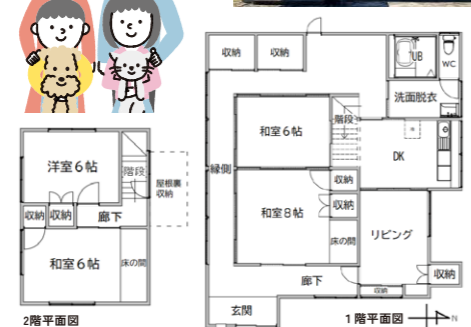 洋室6帖
階段
屋根裏
収納
収納
収納
廊下
和室6帖
床の間
2階平面図
収納
収納
UB
WC
洗面脱衣
和室6帖
階段
DK
縁側
収納
和室8帖
収納
床の間
リビング
廊下
収納
収納
玄関
1階平面図
N